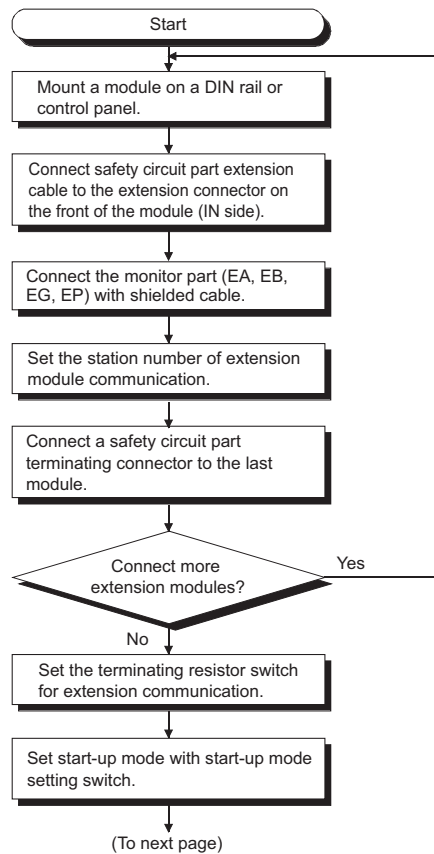 Start
Mount a module on a DIN rail or
control panel.
Connect safety circuit part extension
cable to the extension connector on
the front of the module (IN side).
Connect the monitor part (EA, EB,
EG, EP) with shielded cable.
Set the station number of extension
module communication.
Connect a safety circuit part
terminating connector to the last
module.
Connect more
extension modules?
Yes
No
Set the terminating resistor switch
for extension communication.
Set start-up mode with start-up mode
setting switch.
(To next page)